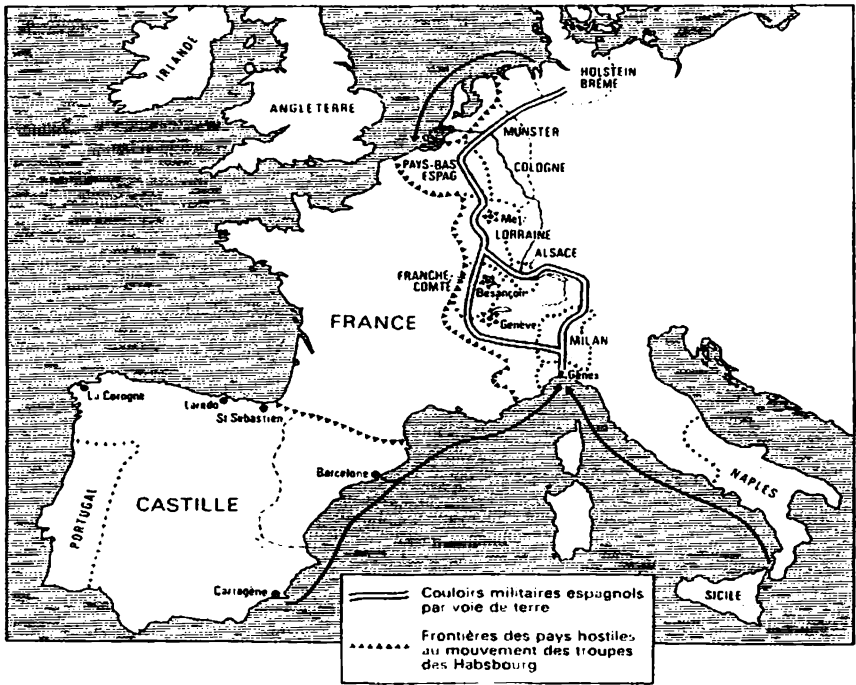 IRLANDE
HOLSTEIN
BRÊME
ANGLETERRE
MUNSTER
PAYS-BAS
ESPAG
COLOGNE
LORRAINE
ALSACE
FRANCHE-
COMTÉ
Besançon
FRANCE
Genève
MILAN
Gênes
La Corogne
Laredo
St Sébastien
Barcelone
NAPLES
CASTILLE
PORTUGAL
Carragène
SICILE
Couloirs militaires espagnols
par voie de terre
Frontières des pays hostiles
au mouvement des troupes
des Habsbourg